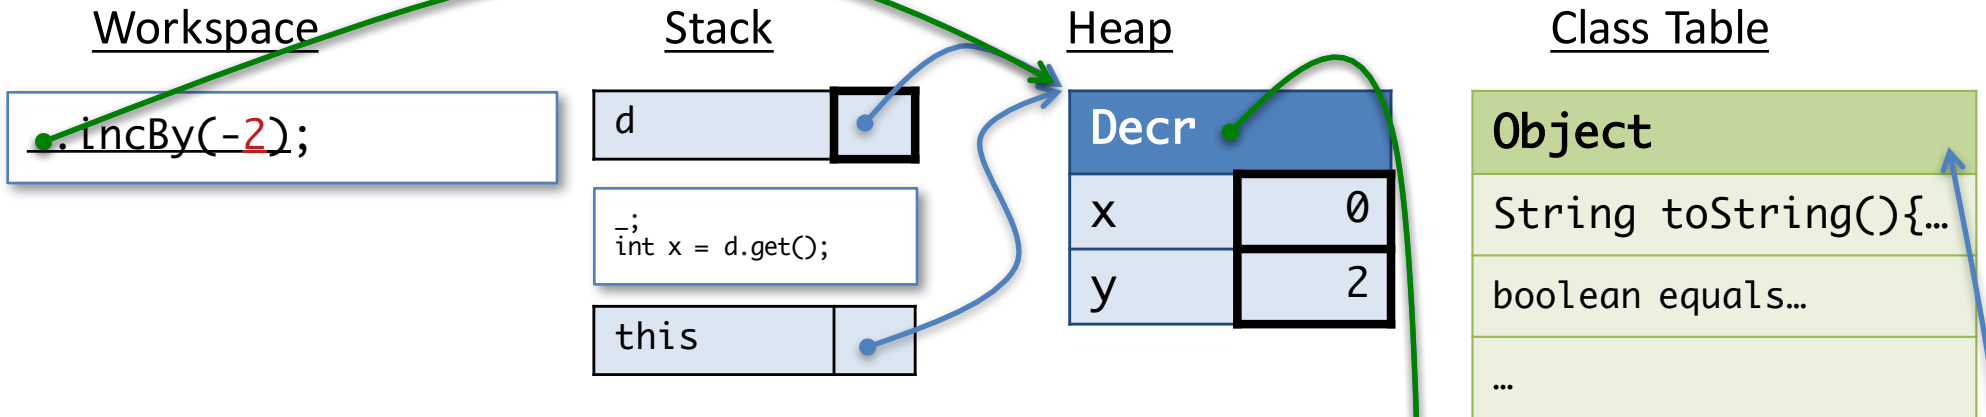 Workspace
Stack
Heap
Class Table
.incBy(-2);
d
_;
int x = d.get();
this
Decr
x 0
y 2
Object
String toString(){…
boolean equals…
…